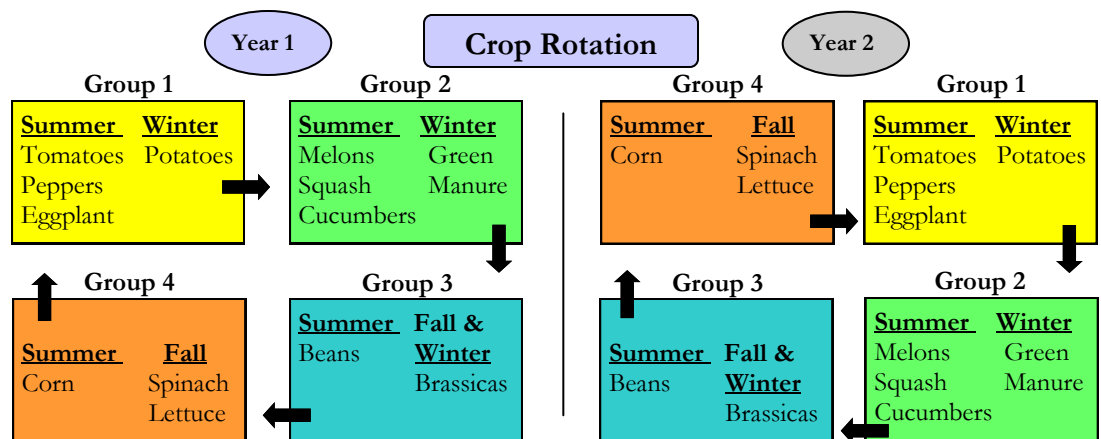 Year 1
Crop Rotation
Year 2
Group 1
Summer Winter
Tomatoes Potatoes
Peppers
Eggplant
Group 2
Summer Winter
Melons Green
Squash Manure
Cucumbers
Group 4
Summer Fall
Corn Spinach
Lettuce
Group 3
Summer Fall &
Beans Winter
Brassicas
Group 4
Summer Fall
Corn Spinach
Lettuce
Group 1
Summer Winter
Tomatoes Potatoes
Peppers
Eggplant
Group 3
Summer Fall &
Beans Winter
Brassicas
Group 2
Summer Winter
Melons Green
Squash Manure
Cucumbers